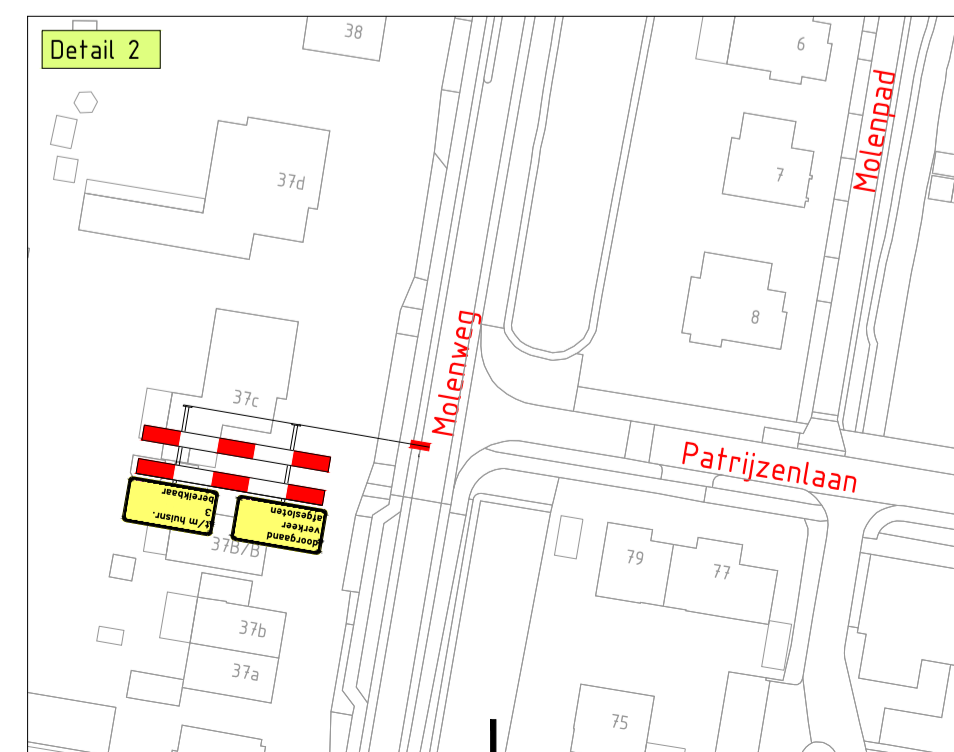 Detail 2
38
6
Molenpad
37d
7
8
Molenweg
37c
Patrijzenlaan
t/m huisnr.
3
bereikbaar
doorgaand
verkeer
afgesloten
37B/B
79
77
37b
37a
75